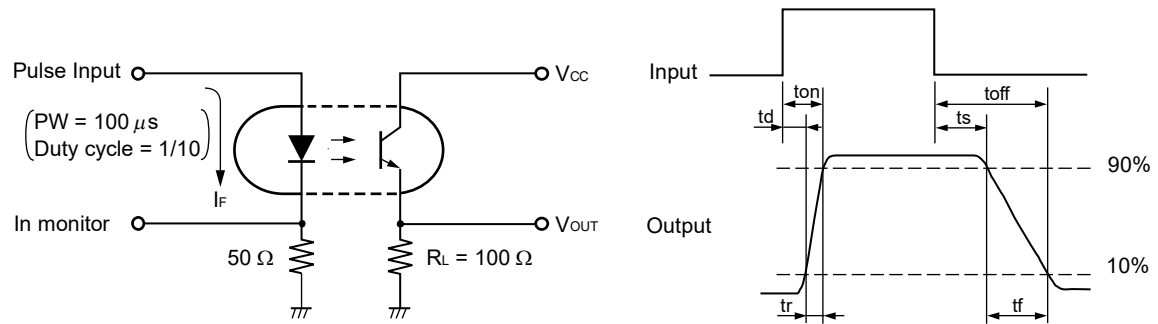 Pulse Input
VCC
(PW = 100 μs
Duty cycle = 1/10)
IF
In monitor
VOUT
50 Ω
RL = 100 Ω
Input
ton
toff
td
ts
90%
Output
10%
tr
tf